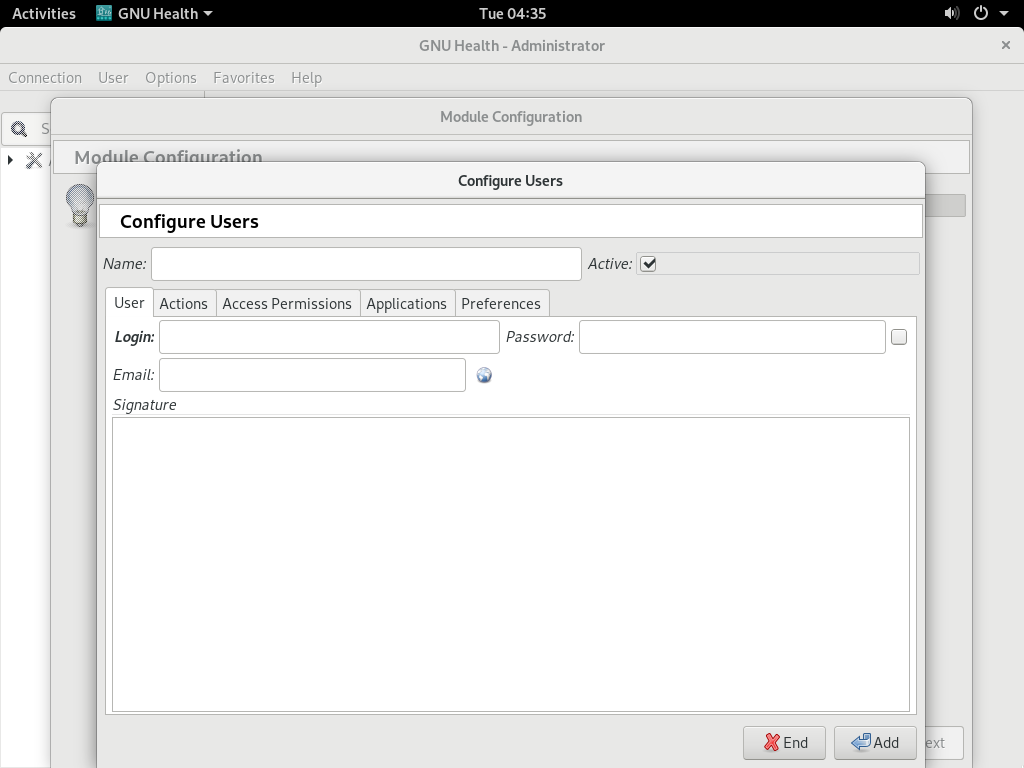 Activities GNU Health Tue 04:35
GNU Health - Administrator
Connection User Options Favorites Help
Module Configuration
S
Module Configuration
Configure Users
Configure Users
Name: Active:
User Actions Access Permissions Applications Preferences
Login: Password:
Email:
Signature
End Add ext